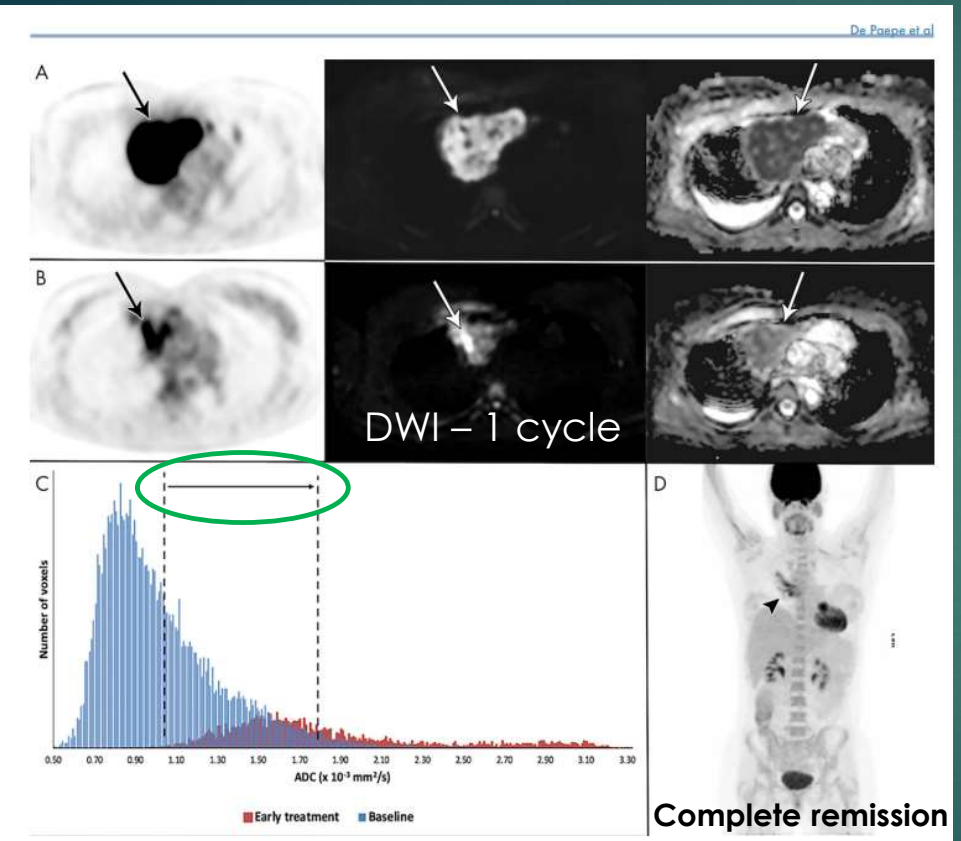 De Paepe et al
A
B
DWI – 1 cycle
C
D
Number of voxels
0.50 0.70 0.90 1.10 1.30 1.50 1.70 1.90 2.10 2.30 2.50 2.70 2.90 3.10 3.30
ADC (x 10⁻³ mm²/s)
Early treatment Baseline
Complete remission